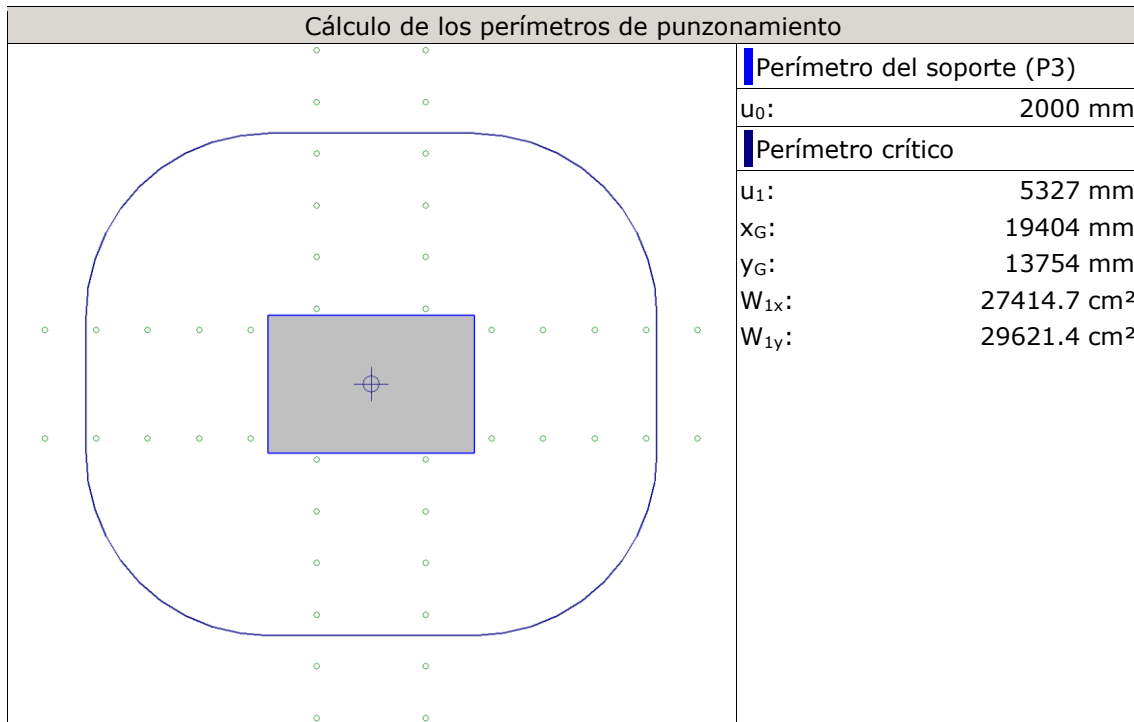 Cálculo de los perímetros de punzonamiento
Perímetro del soporte (P3)
u₀: 2000 mm
Perímetro crítico
u₁: 5327 mm
x_G: 19404 mm
y_G: 13754 mm
W₁ₓ: 27414.7 cm²
W₁y: 29621.4 cm²